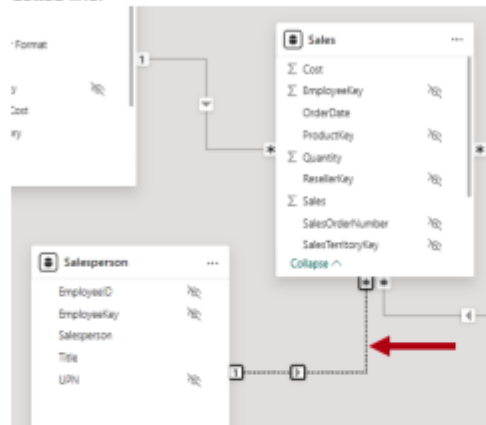 Format
Cost
1
Sales
...
Σ Cost
Σ EmployeeKey
OrderDate
ProductKey
*
*
Σ Quantity
ResellerKey
Σ Sales
SalesOrderNumber
SalesTerritoryKey
Collapse
*
*
Salesperson
...
EmployeeID
EmployeeKey
Salesperson
Title
UPN
1